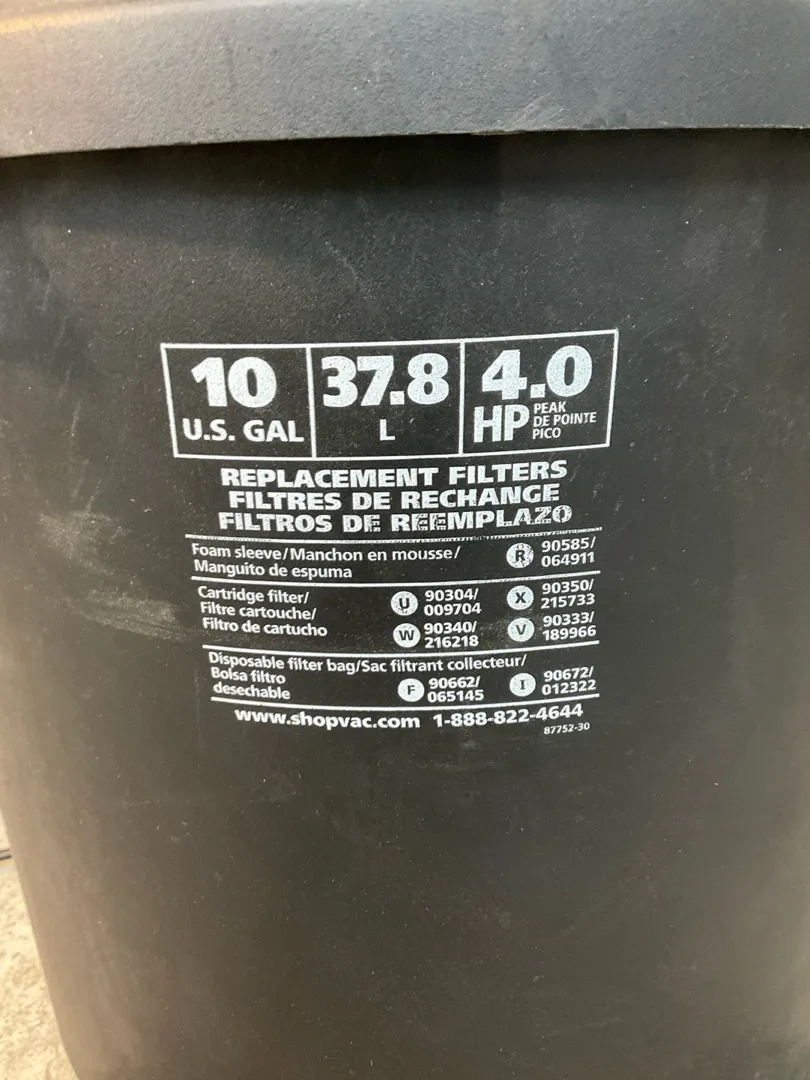 10
U.S. GAL
37.8
L
4.0
HP PEAK
DE POINTE
PICO
REPLACEMENT FILTERS
FILTRES DE RECHANGE
FILTROS DE REEMPLAZO
Foam sleeve/Manchon en mousse/
Manguito de espuma
R 90585/
064911
Cartridge filter/
Filtre cartouche/
Filtro de cartucho
U 90304/
009704
X 90350/
215733
W 90340/
216218
V 90333/
189966
Disposable filter bag/Sac filtrant collecteur/
Bolsa filtro
desechable
F 90662/
065145
I 90672/
012322
www.shopvac.com 1-888-822-4644
87752-30